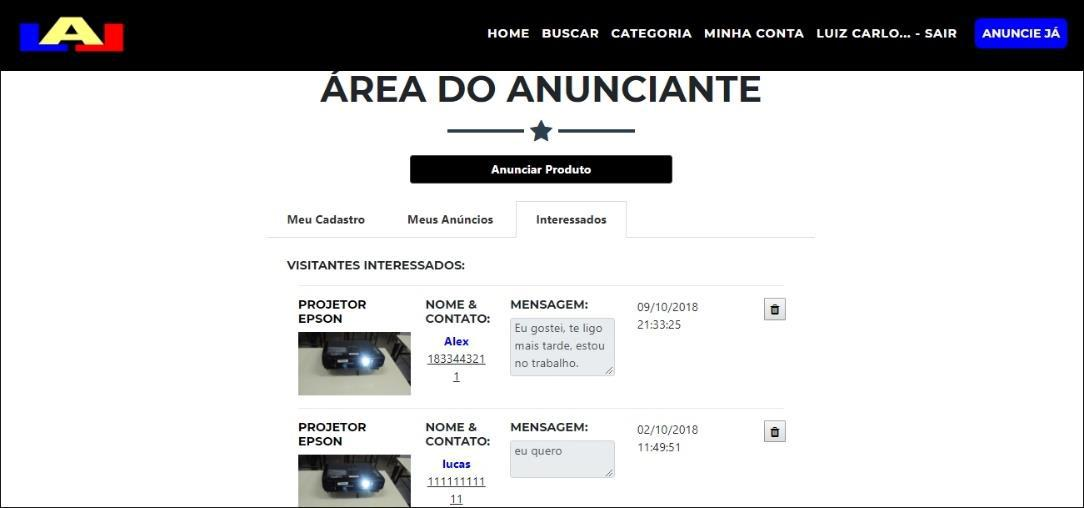 LAI
HOME BUSCAR CATEGORIA MINHA CONTA LUIZ CARLO... - SAIR ANUNCIE JÁ
ÁREA DO ANUNCIANTE
Anunciar Produto
Meu Cadastro Meus Anúncios Interessados
VISITANTES INTERESSADOS:
PROJETOR
EPSON
NOME &
CONTATO:
Alex
183344321
1
MENSAGEM:
Eu gostei, te ligo
mais tarde, estou
no trabalho.
09/10/2018
21:33:25
PROJETOR
EPSON
NOME &
CONTATO:
lucas
111111111
11
MENSAGEM:
eu quero
02/10/2018
11:49:51